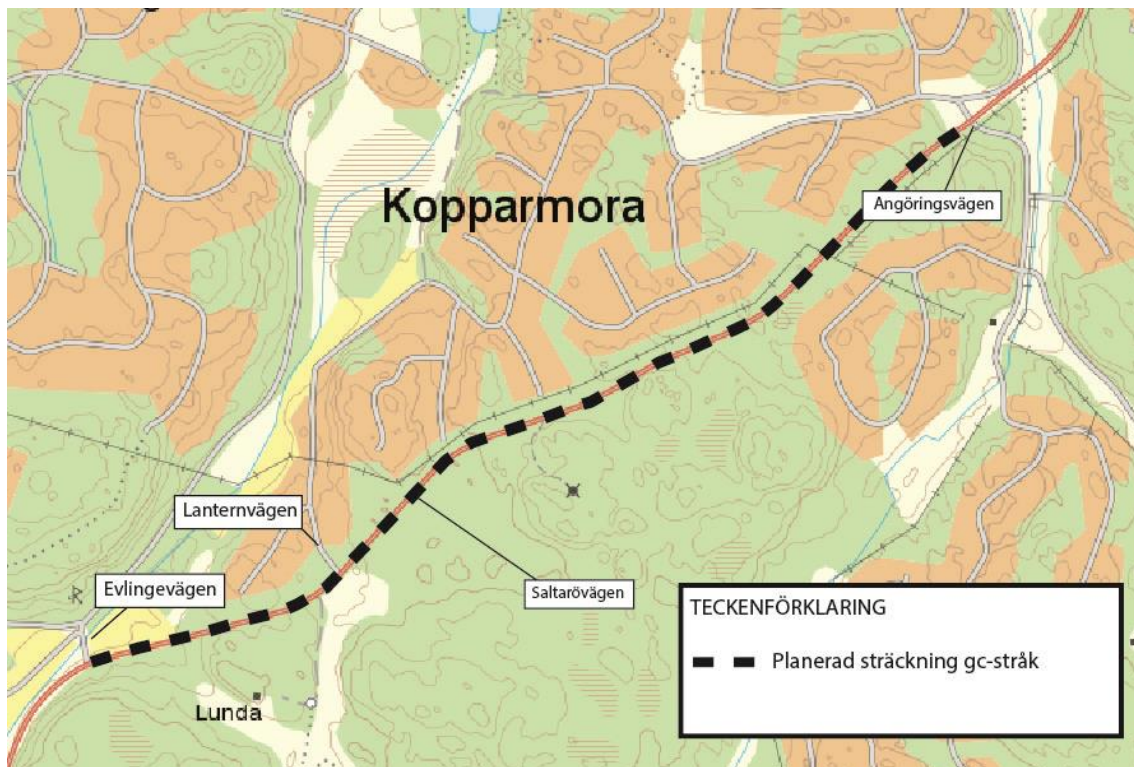 Kopparmora
Angöringsvägen
Lanternvägen
Evlingevägen
Saltarövägen
TECKENFÖRKLARING
Planerad sträckning gc-stråk
Lunda